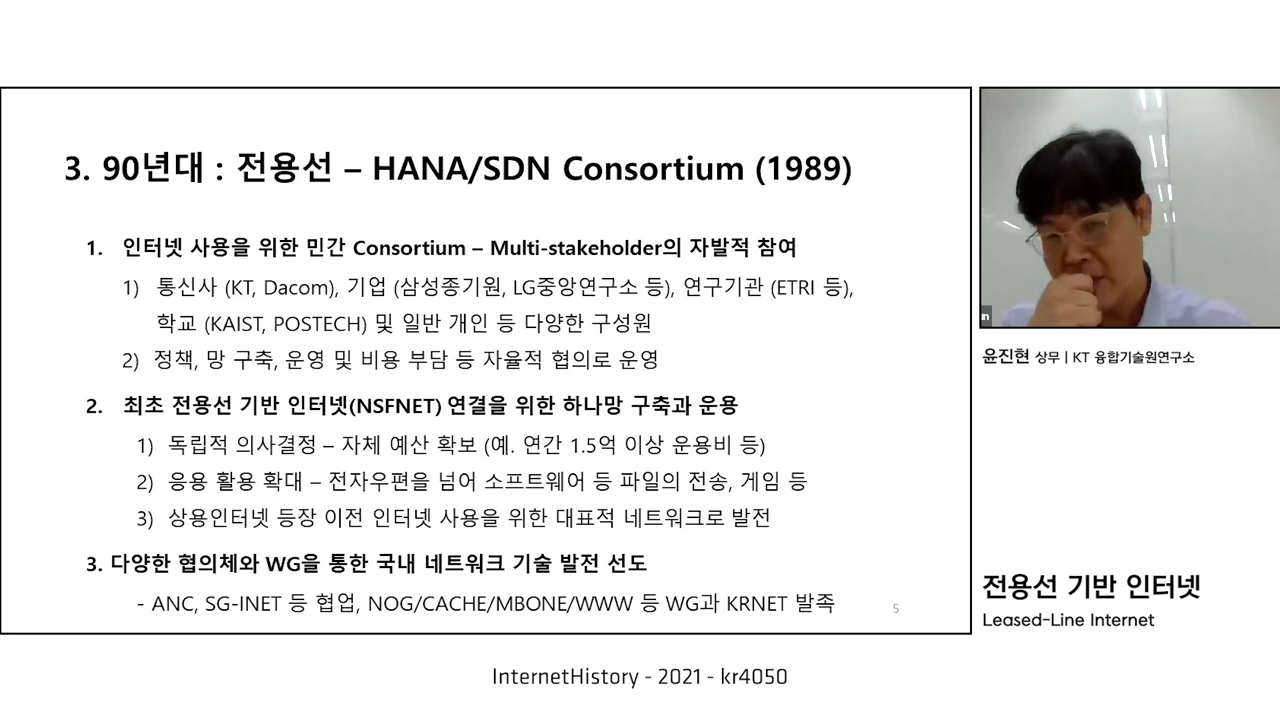 3. 90년대 : 전용선 – HANA/SDN Consortium (1989)
1. 인터넷 사용을 위한 민간 Consortium – Multi-stakeholder의 자발적 참여
1) 통신사 (KT, Dacom), 기업 (삼성종기원, LG중앙연구소 등), 연구기관 (ETRI 등),
학교 (KAIST, POSTECH) 및 일반 개인 등 다양한 구성원
2) 정책, 망 구축, 운영 및 비용 부담 등 자율적 협의로 운영
2. 최초 전용선 기반 인터넷(NSFNET) 연결을 위한 하나망 구축과 운용
1) 독립적 의사결정 – 자체 예산 확보 (예. 연간 1.5억 이상 운용비 등)
2) 응용 활용 확대 – 전자우편을 넘어 소프트웨어 등 파일의 전송, 게임 등
3) 상용인터넷 등장 이전 인터넷 사용을 위한 대표적 네트워크로 발전
3. 다양한 협의체와 WG을 통한 국내 네트워크 기술 발전 선도
- ANC, SG-INET 등 협업, NOG/CACHE/MBONE/WWW 등 WG과 KRNET 발족
5
윤진현 상무 | KT 융합기술원연구소
전용선 기반 인터넷
Leased-Line Internet
InternetHistory - 2021 - kr4050